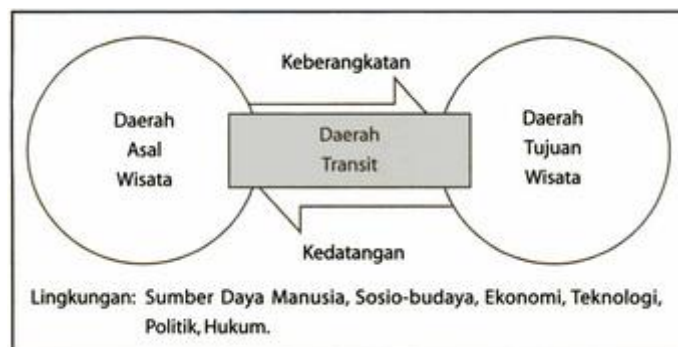 Keberangkatan
Daerah
Asal
Wisata
Daerah
Transit
Daerah
Tujuan
Wisata
Kedatangan
Lingkungan: Sumber Daya Manusia, Sosio-budaya, Ekonomi, Teknologi,
Politik, Hukum.